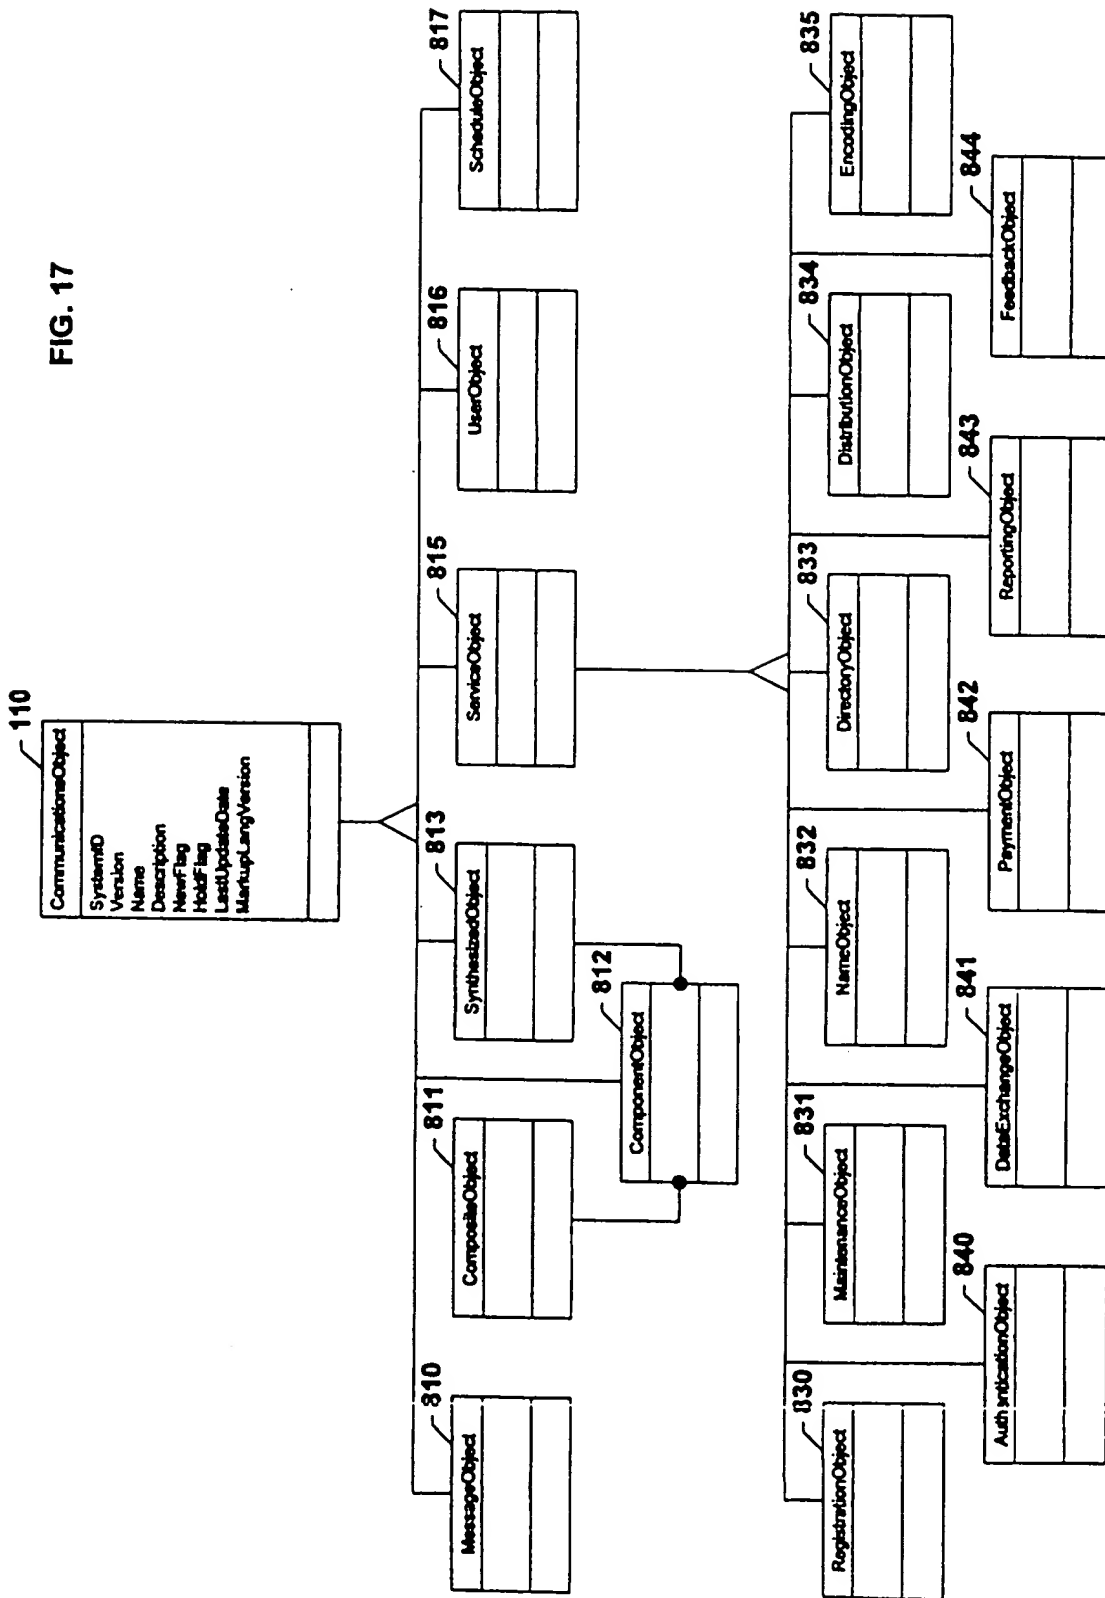 FIG. 17
110
CommunicationsObject
SystemID
Version
Name
Description
NewFlag
HoldFlag
LastUpdateDate
MarkupLangVersion
810
MessageObject
811
CompositeObject
812
ComponentObject
813
SynthesizedObject
815
ServiceObject
816
UserObject
817
ScheduleObject
830
RegistrationObject
831
MaintenanceObject
832
NameObject
833
DirectoryObject
834
DistributionObject
835
EncodingObject
840
AuthenticationObject
841
DataExchangeObject
842
PaymentObject
843
ReportingObject
844
FeedbackObject